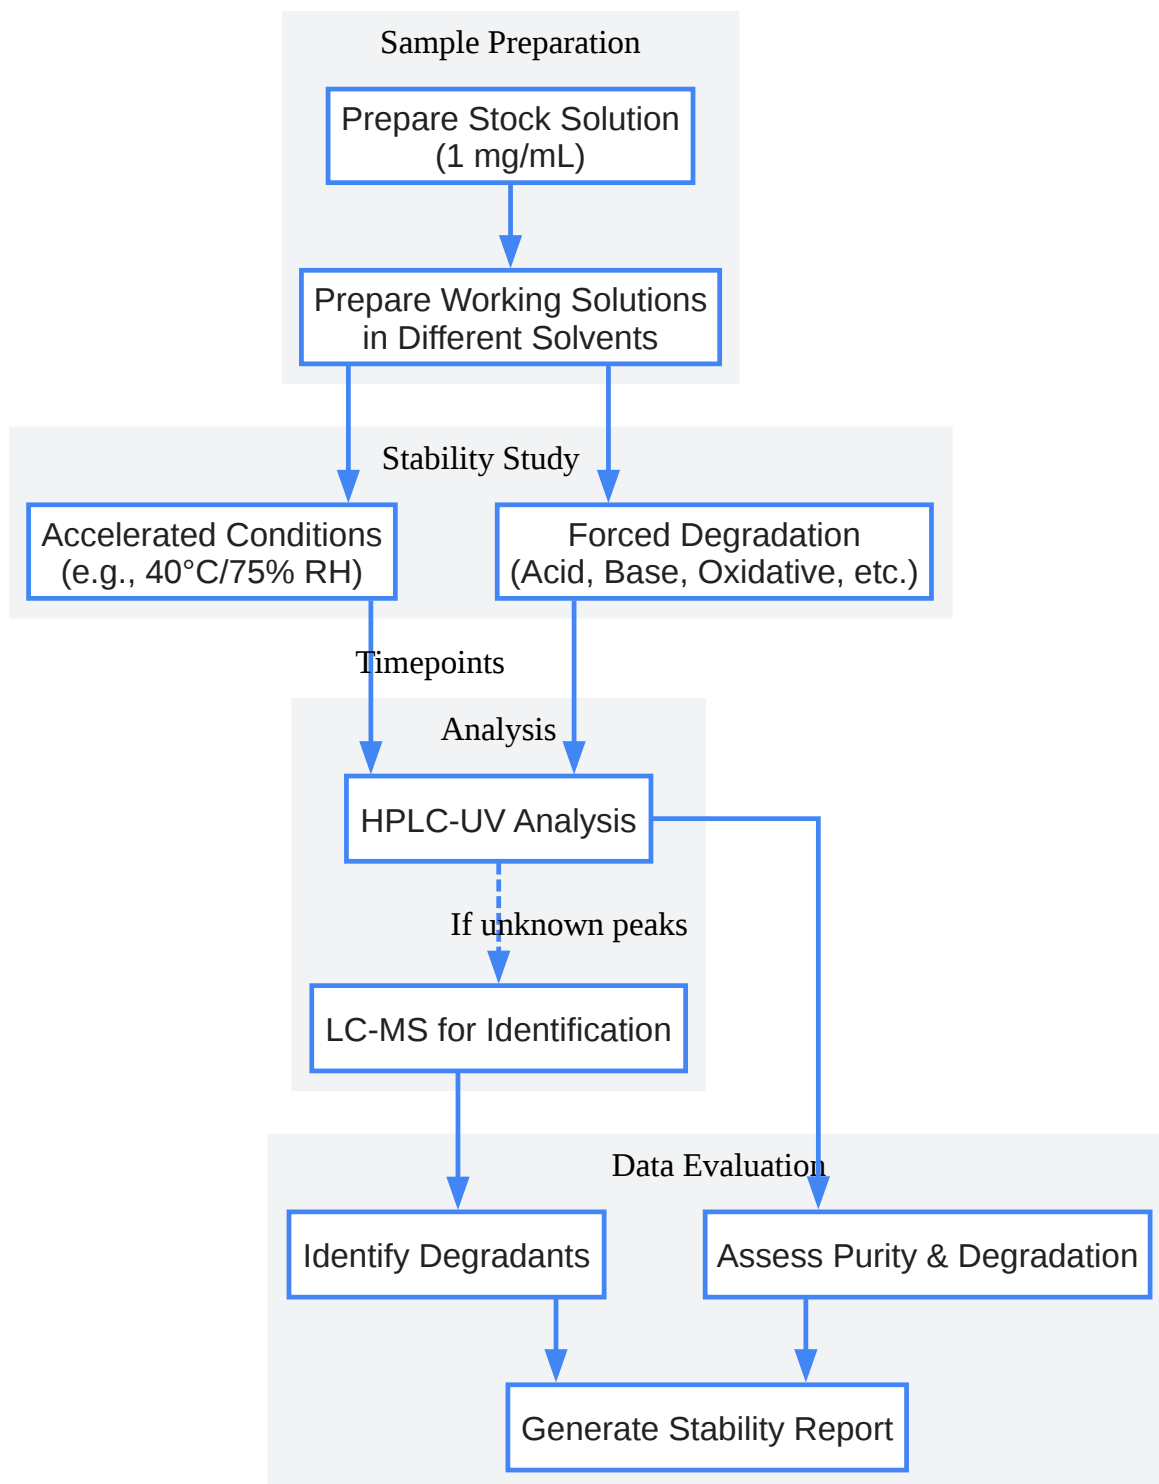 Sample Preparation
Prepare Stock Solution
(1 mg/mL)
Prepare Working Solutions
in Different Solvents
Stability Study
Accelerated Conditions
(e.g., 40°C/75% RH)
Forced Degradation
(Acid, Base, Oxidative, etc.)
Timepoints
Analysis
HPLC-UV Analysis
If unknown peaks
LC-MS for Identification
Data Evaluation
Identify Degradants
Assess Purity & Degradation
Generate Stability Report